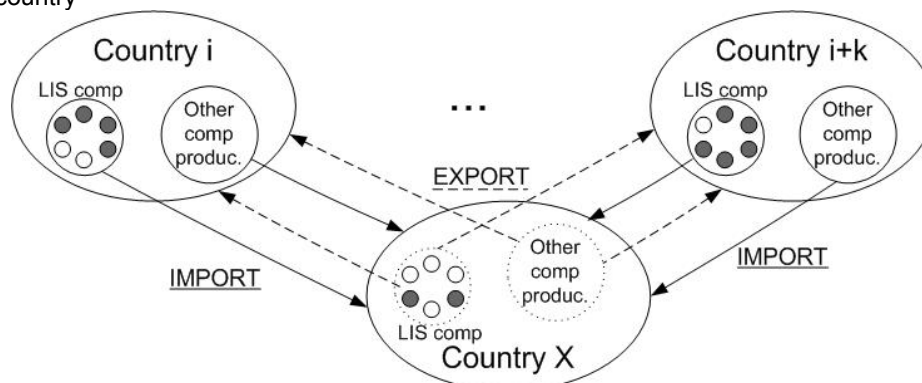 country
Country i
LIS comp
Other
comp
produc.
...
Country i+k
LIS comp
Other
comp
produc.
EXPORT
IMPORT
Other
comp
produc.
IMPORT
LIS comp
Country X